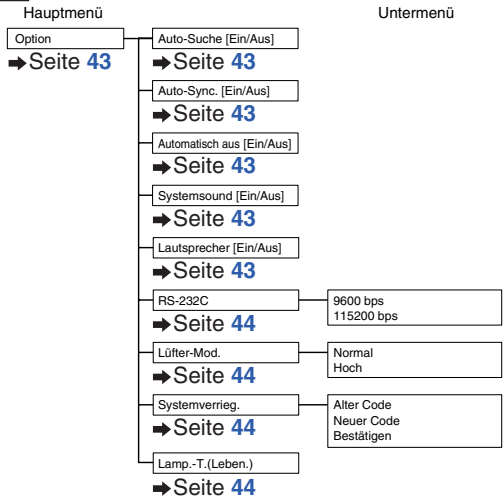 Hauptmenü
Untermenü
Option
➡Seite 43
Auto-Suche [Ein/Aus]
➡Seite 43
Auto-Sync. [Ein/Aus]
➡Seite 43
Automatisch aus [Ein/Aus]
➡Seite 43
Systemsound [Ein/Aus]
➡Seite 43
Lautsprecher [Ein/Aus]
➡Seite 43
RS-232C
➡Seite 44
9600 bps
115200 bps
Lüfter-Mod.
➡Seite 44
Normal
Hoch
Systemverrieg.
➡Seite 44
Alter Code
Neuer Code
Bestätigen
Lamp.-T.(Leben.)
➡Seite 44